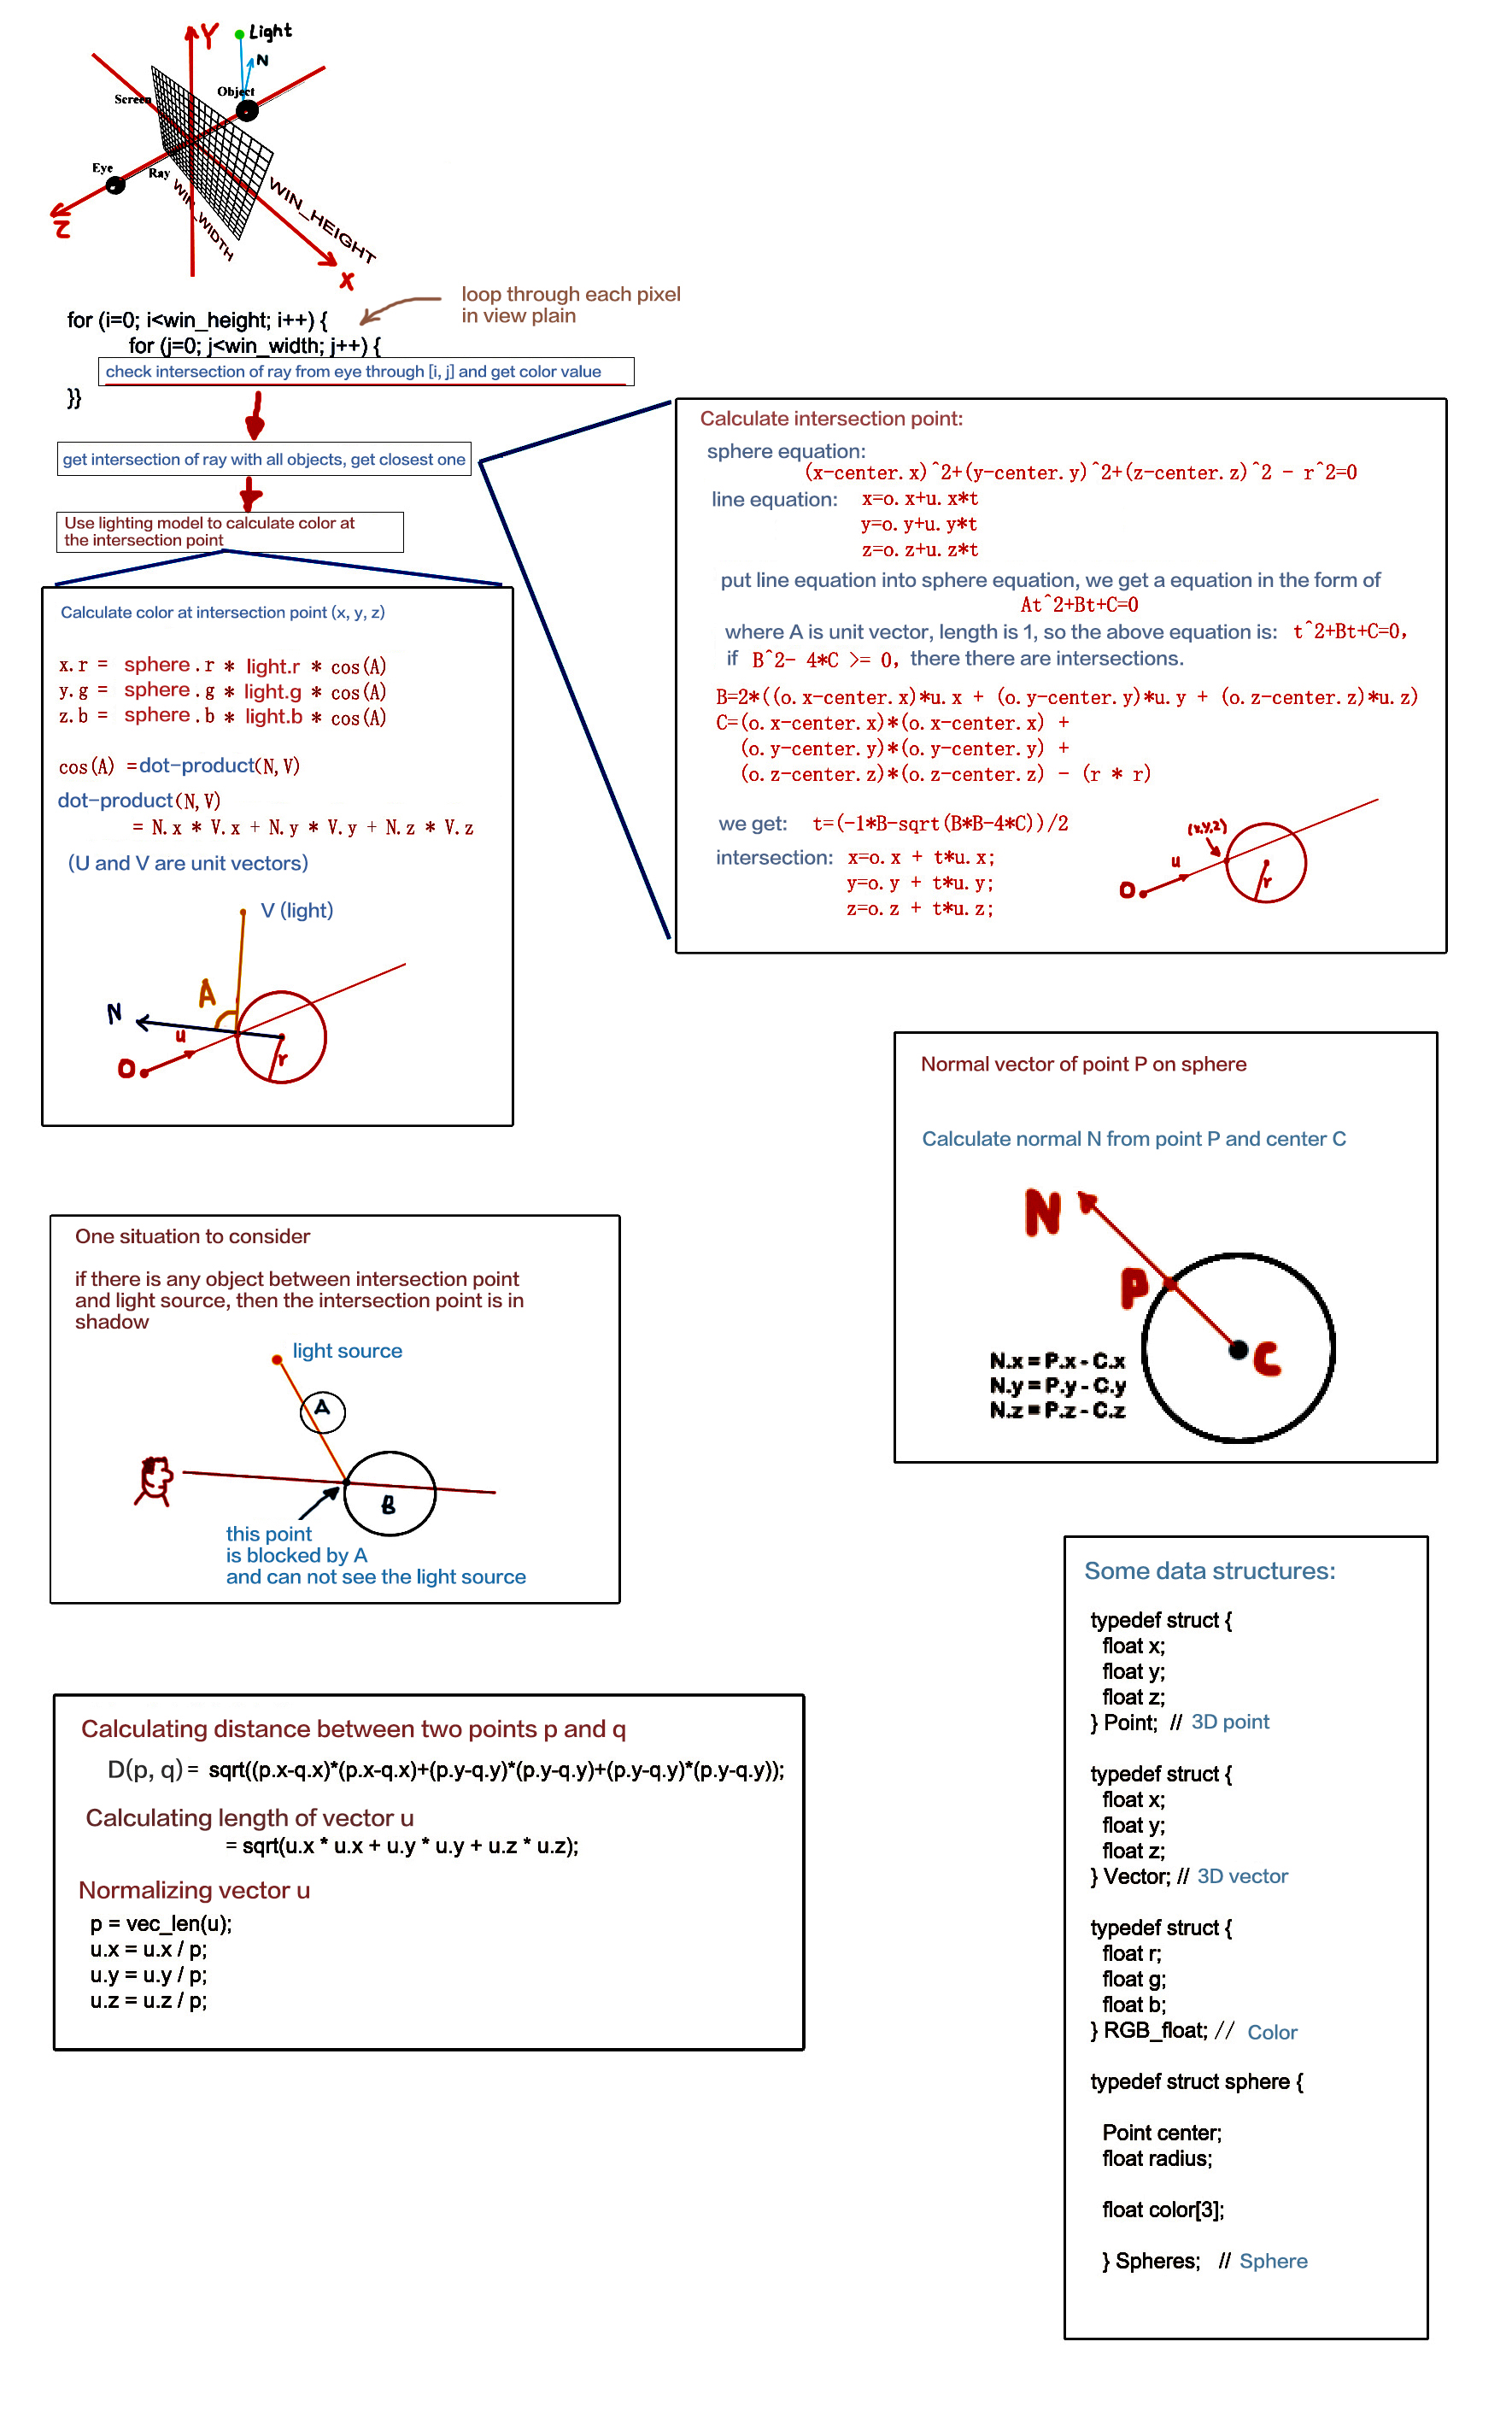 Y
Light
N
Object
Screen
Eye
Ray
WIN_WIDTH
WIN_HEIGHT
Z
X
loop through each pixel
in view plain
for (i=0; i<win_height; i++) {
for (j=0; j<win_width; j++) {
check intersection of ray from eye through [i, j] and get color value
}}
get intersection of ray with all objects, get closest one
Use lighting model to calculate color at
the intersection point
Calculate intersection point:
sphere equation:
(x-center.x)^2+(y-center.y)^2+(z-center.z)^2 - r^2=0
line equation: x=o.x+u.x*t
y=o.y+u.y*t
z=o.z+u.z*t
put line equation into sphere equation, we get a equation in the form of
At^2+Bt+C=0
where A is unit vector, length is 1, so the above equation is: t^2+Bt+C=0,
if B^2- 4*C >= 0, there there are intersections.
B=2*((o.x-center.x)*u.x + (o.y-center.y)*u.y + (o.z-center.z)*u.z)
C=(o.x-center.x)*(o.x-center.x) +
(o.y-center.y)*(o.y-center.y) +
(o.z-center.z)*(o.z-center.z) - (r * r)
we get: t=(-1*B-sqrt(B*B-4*C))/2
intersection: x=o.x + t*u.x;
y=o.y + t*u.y;
z=o.z + t*u.z;
(x,y,z)
u
r
O
Calculate color at intersection point (x, y, z)
x.r = sphere.r * light.r * cos(A)
y.g = sphere.g * light.g * cos(A)
z.b = sphere.b * light.b * cos(A)
cos(A) =dot-product(N,V)
dot-product(N,V)
= N.x * V.x + N.y * V.y + N.z * V.z
(U and V are unit vectors)
V (light)
A
N
u
r
O
Normal vector of point P on sphere
Calculate normal N from point P and center C
N
P
C
N.x = P.x - C.x
N.y = P.y - C.y
N.z = P.z - C.z
One situation to consider
if there is any object between intersection point
and light source, then the intersection point is in
shadow
light source
A
B
this point
is blocked by A
and can not see the light source
Calculating distance between two points p and q
D(p, q) = sqrt((p.x-q.x)*(p.x-q.x)+(p.y-q.y)*(p.y-q.y)+(p.y-q.y)*(p.y-q.y));
Calculating length of vector u
= sqrt(u.x * u.x + u.y * u.y + u.z * u.z);
Normalizing vector u
p = vec_len(u);
u.x = u.x / p;
u.y = u.y / p;
u.z = u.z / p;
Some data structures:
typedef struct {
float x;
float y;
float z;
} Point; // 3D point
typedef struct {
float x;
float y;
float z;
} Vector; // 3D vector
typedef struct {
float r;
float g;
float b;
} RGB_float; // Color
typedef struct sphere {
Point center;
float radius;
float color[3];
} Spheres; // Sphere